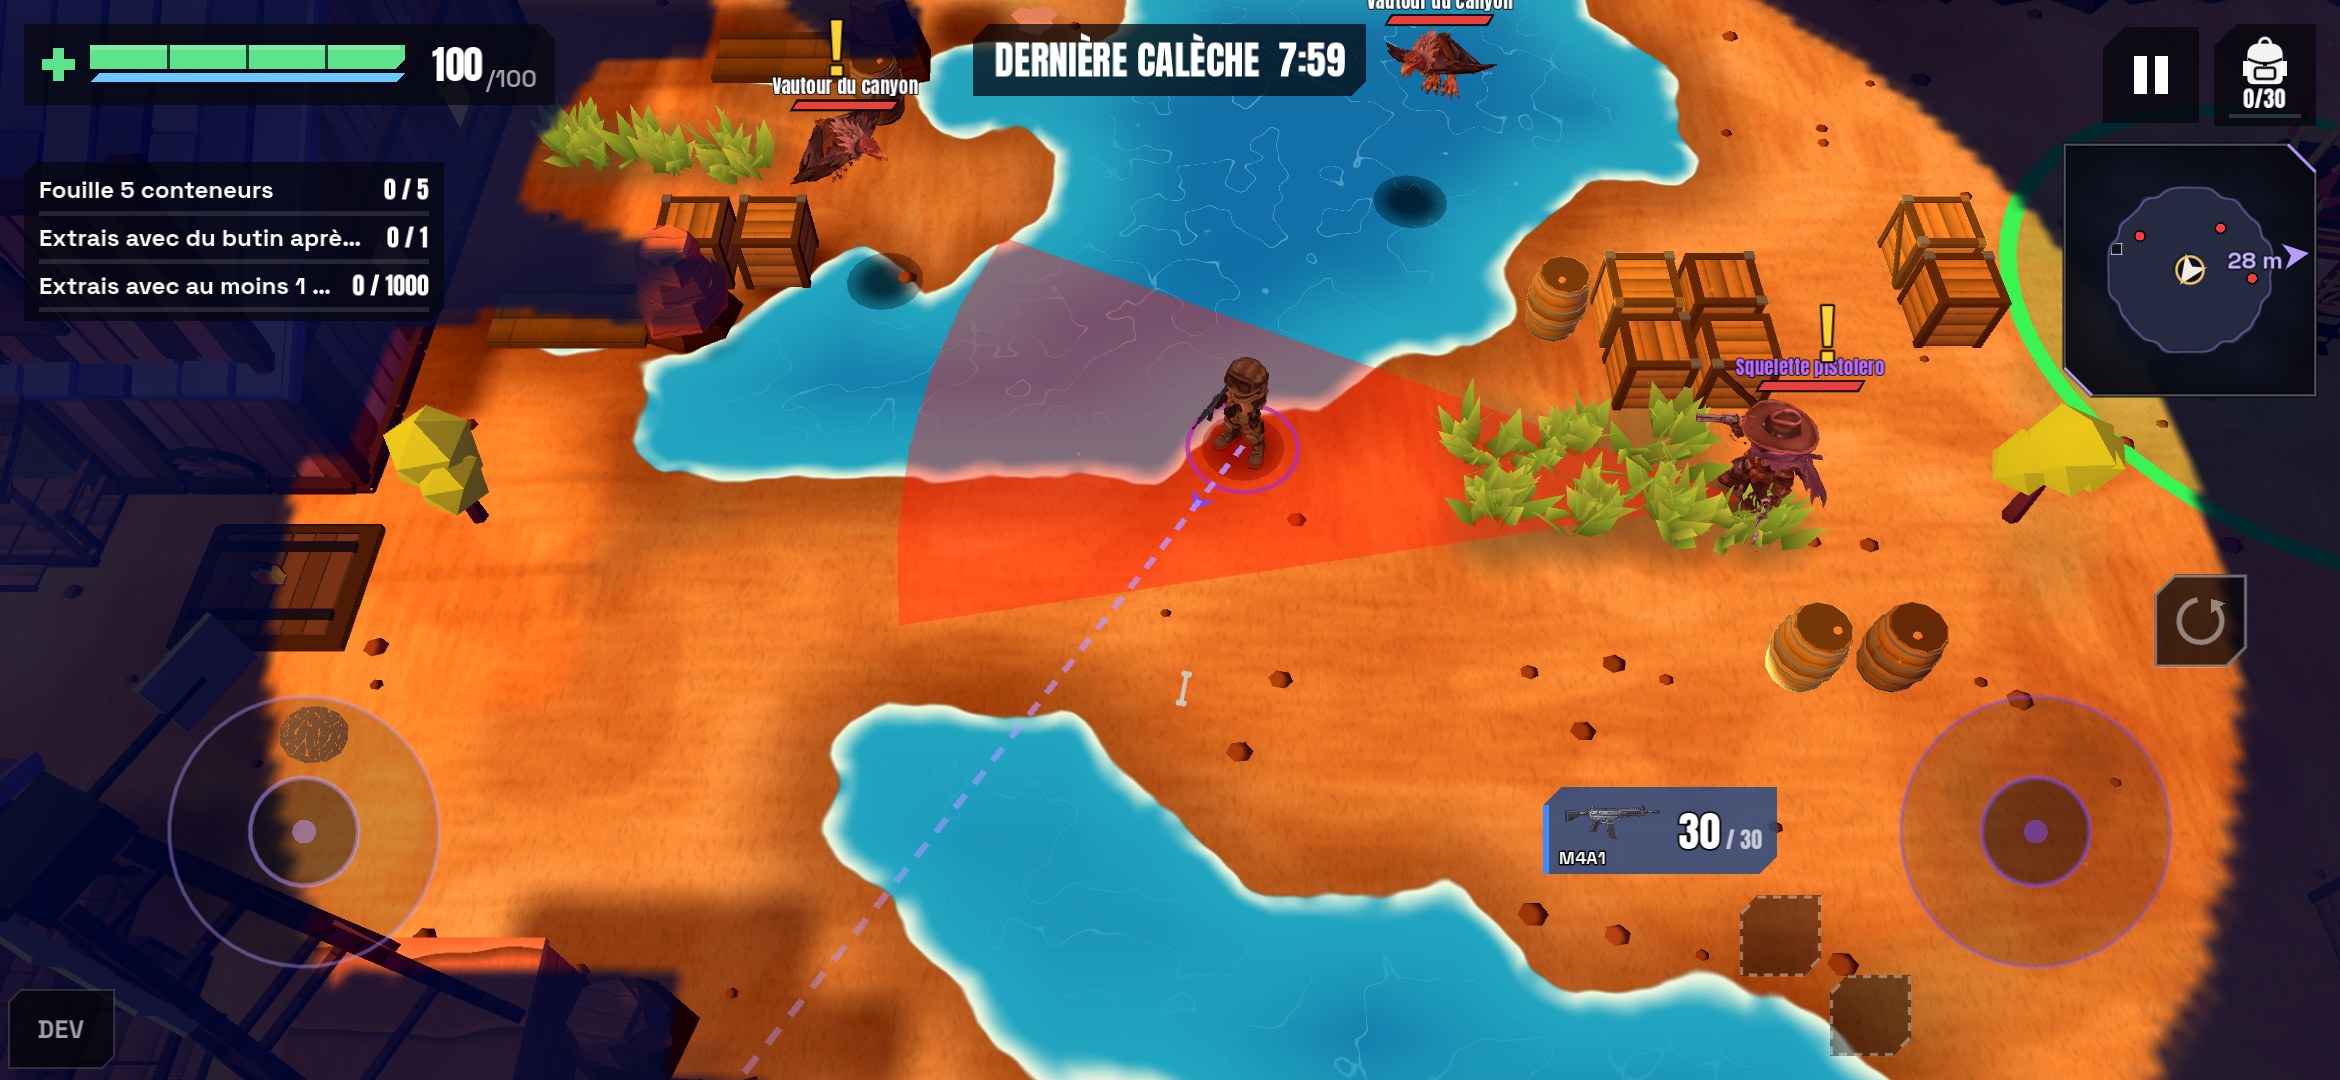 Vautour du canyon
100/100
DERNIÈRE CALÈCHE 7:59
Vautour du canyon
0/30
Fouille 5 conteneurs 0 / 5
Extrais avec du butin aprè... 0 / 1
Extrais avec au moins 1 ... 0 / 1000
28 m
Squelette pistolero
30 / 30
M4A1
DEV